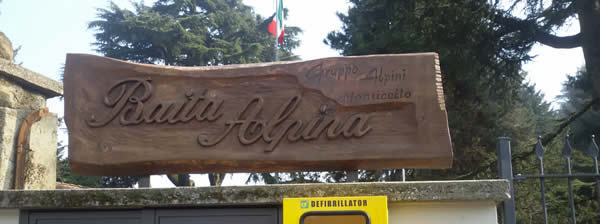 Gruppo Alpini
Monticello
Baita Alpina
DEFIBRILLATOR